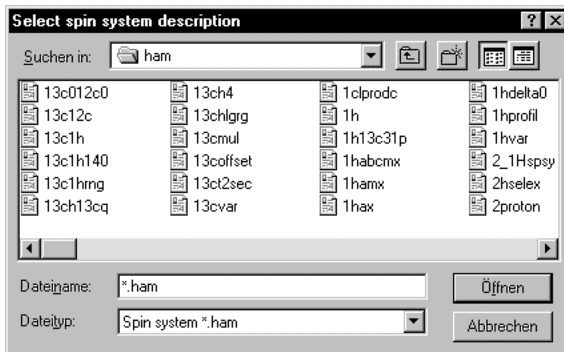 Select spin system description
Suchen in: ham
13c012c0 13ch4 1clprodc 1hdelta0
13c12c 13chlgrg 1h 1hprofil
13c1h 13cmul 1h13c31p 1hvar
13c1h140 13coffset 1habcmx 2_1Hspsy
13c1hrng 13ct2sec 1hamx 2hselex
13ch13cq 13cvar 1hax 2proton
Dateiname: *.ham Öffnen
Dateityp: Spin system *.ham Abbrechen